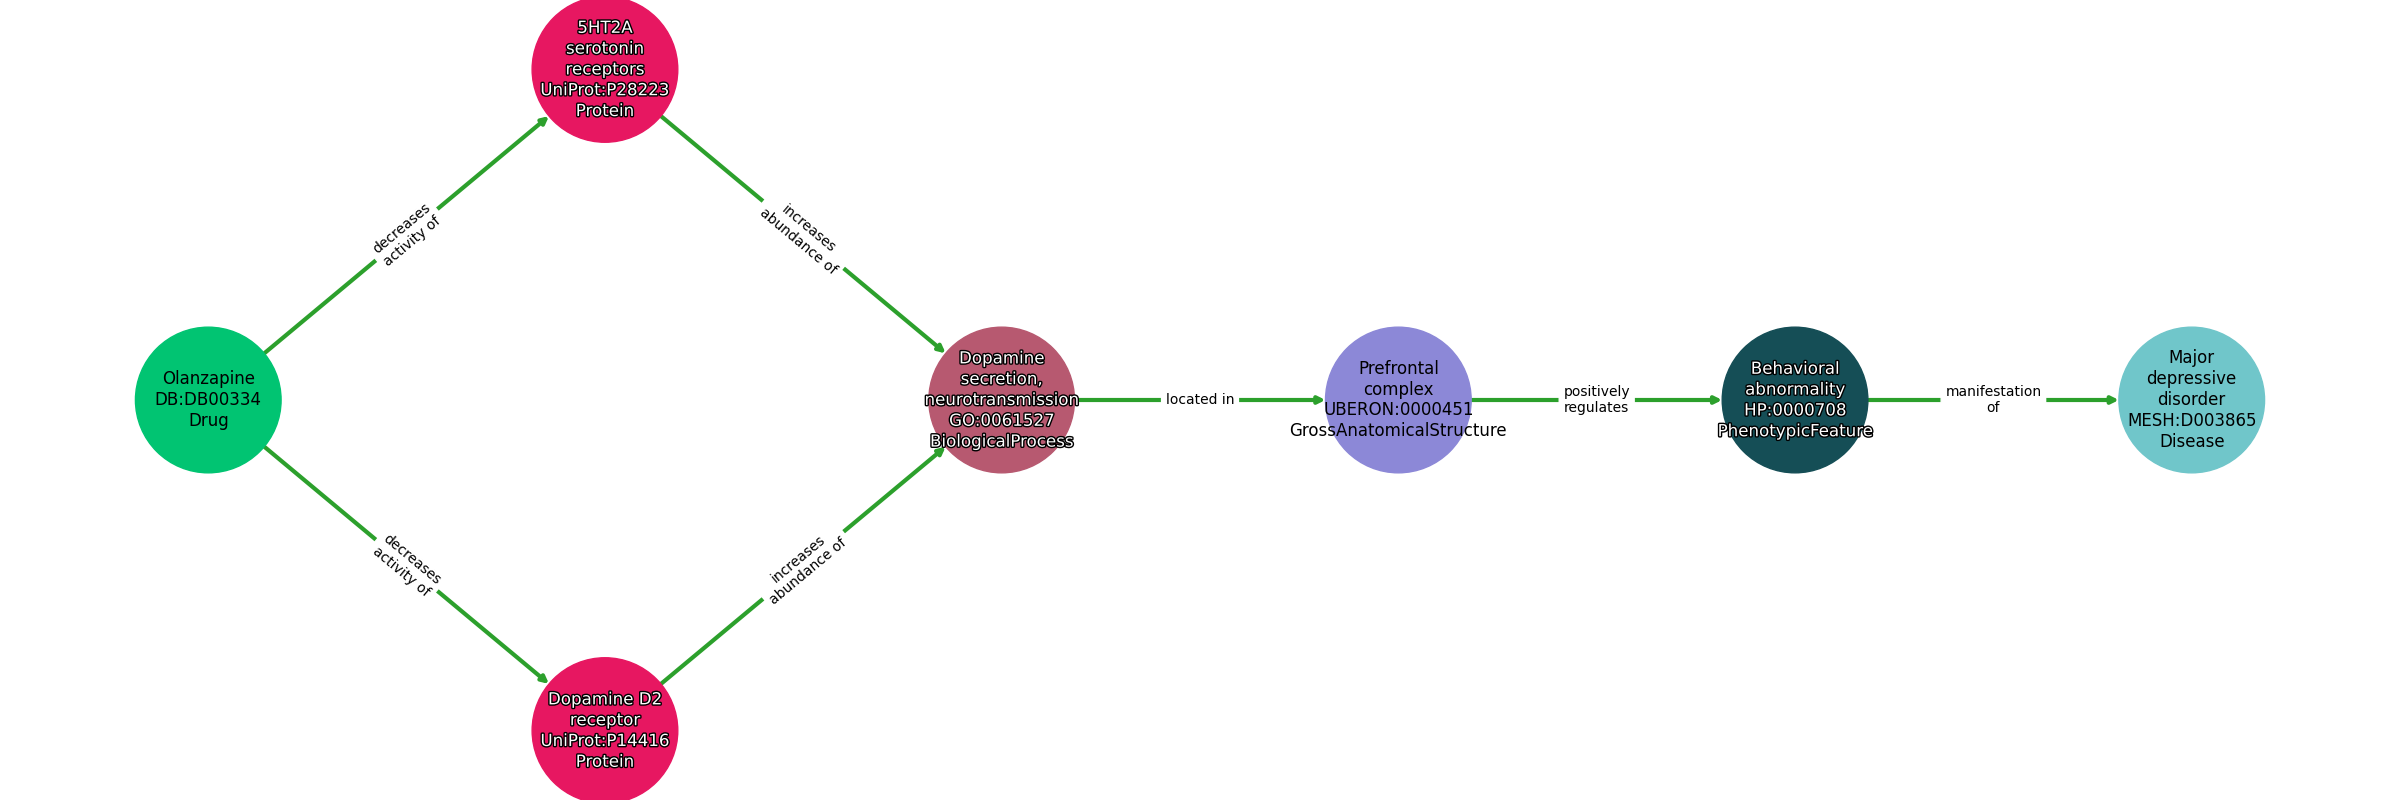 5HT2A
serotonin
receptors
UniProt:P28223
Protein
decreases
activity of
increases
abundance of
Olanzapine
DB:DB00334
Drug
Dopamine
secretion,
neurotransmission
GO:0061527
BiologicalProcess
located in
Prefrontal
complex
UBERON:0000451
GrossAnatomicalStructure
positively
regulates
Behavioral
abnormality
HP:0000708
PhenotypicFeature
manifestation
of
Major
depressive
disorder
MESH:D003865
Disease
decreases
activity of
increases
abundance of
Dopamine D2
receptor
UniProt:P14416
Protein